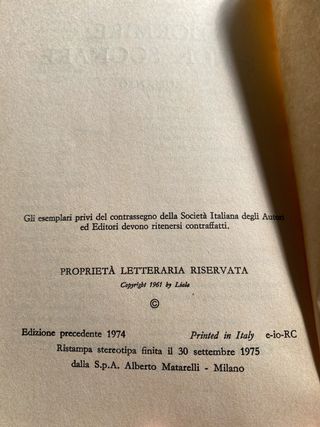 Gli esemplari privi del contrassegno della Società Italiana degli Autori
ed Editori devono ritenersi contraffatti.
PROPRIETÀ LETTERARIA RISERVATA
Copyright 1961 by Liala
©
Edizione precedente 1974 Printed in Italy e-io-RC
Ristampa stereotipa finita il 30 settembre 1975
dalla S.p.A. Alberto Matarelli - Milano